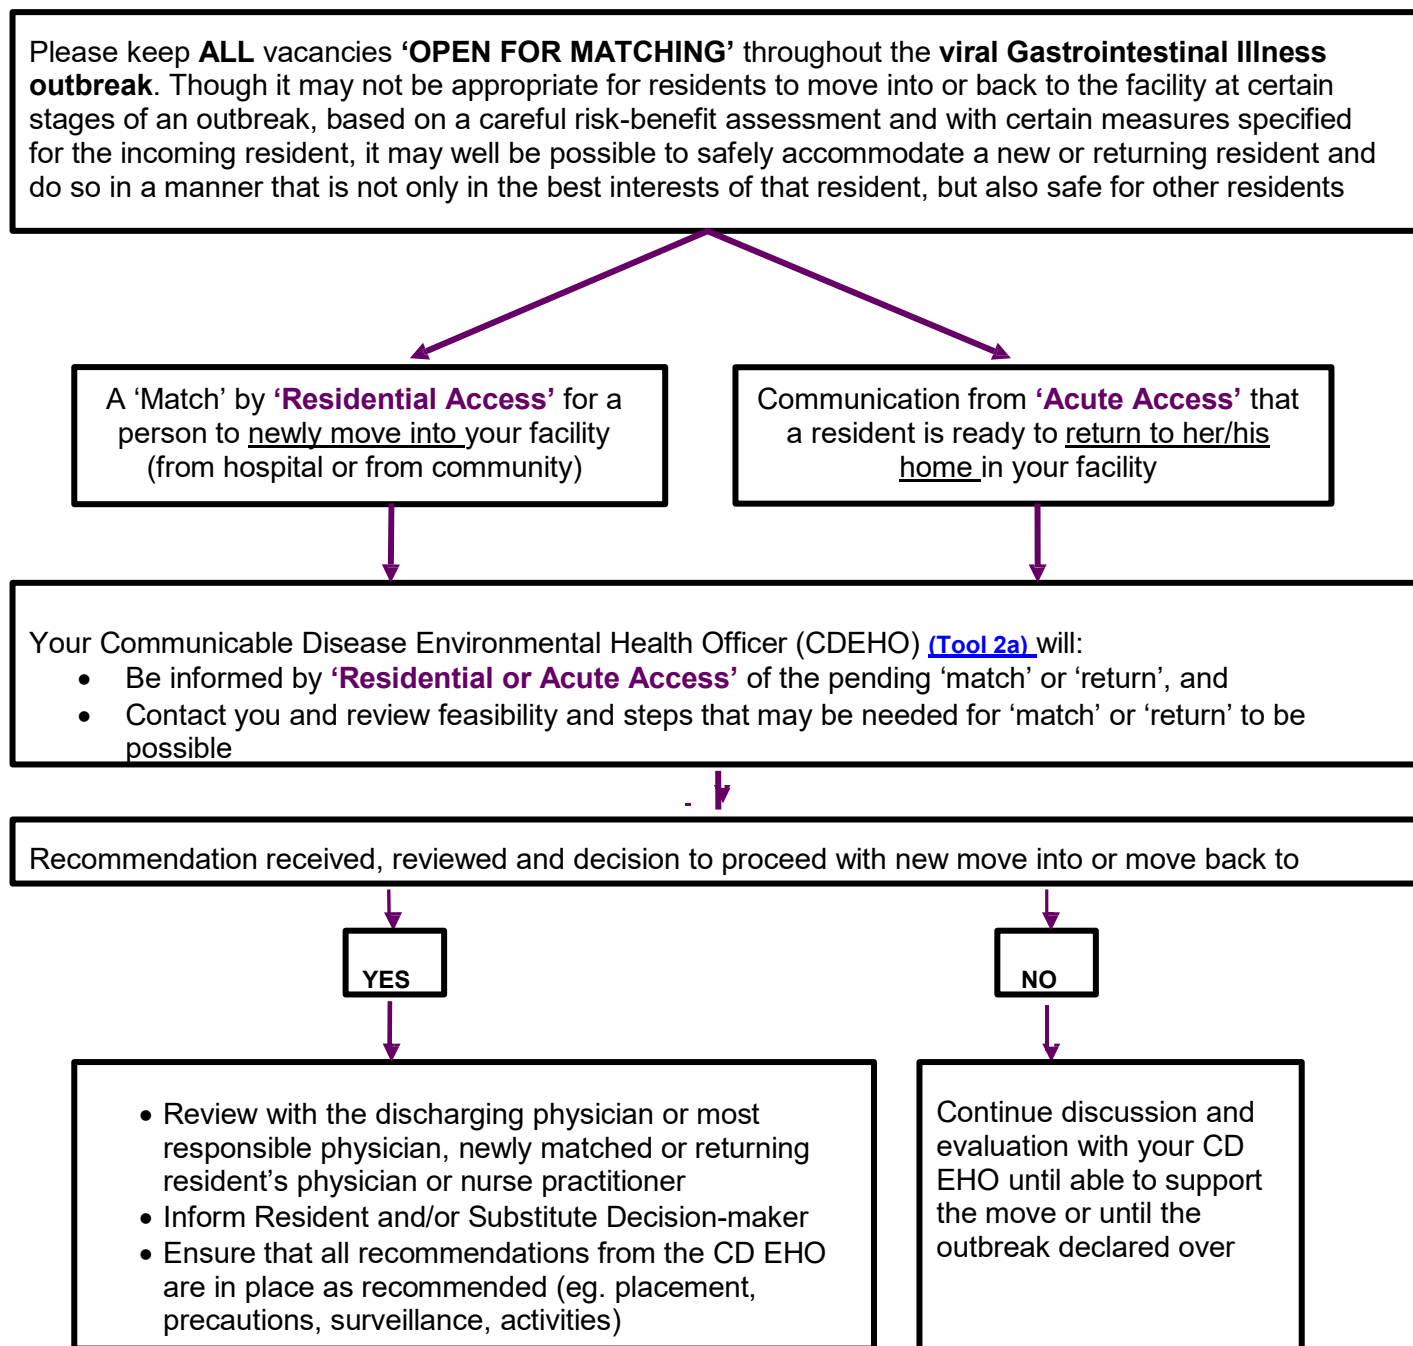 Please keep ALL vacancies ‘OPEN FOR MATCHING’ throughout the viral Gastrointestinal Illness
outbreak. Though it may not be appropriate for residents to move into or back to the facility at certain
stages of an outbreak, based on a careful risk-benefit assessment and with certain measures specified
for the incoming resident, it may well be possible to safely accommodate a new or returning resident and
do so in a manner that is not only in the best interests of that resident, but also safe for other residents
A ‘Match’ by ‘Residential Access’ for a
person to newly move into your facility
(from hospital or from community)
Communication from ‘Acute Access’ that
a resident is ready to return to her/his
home in your facility
Your Communicable Disease Environmental Health Officer (CDEHO) (Tool 2a) will:
• Be informed by ‘Residential or Acute Access’ of the pending ‘match’ or ‘return’, and
• Contact you and review feasibility and steps that may be needed for ‘match’ or ‘return’ to be
possible
Recommendation received, reviewed and decision to proceed with new move into or move back to
YES
NO
• Review with the discharging physician or most
responsible physician, newly matched or returning
resident’s physician or nurse practitioner
• Inform Resident and/or Substitute Decision-maker
• Ensure that all recommendations from the CD EHO
are in place as recommended (eg. placement,
precautions, surveillance, activities)
Continue discussion and
evaluation with your CD
EHO until able to support
the move or until the
outbreak declared over